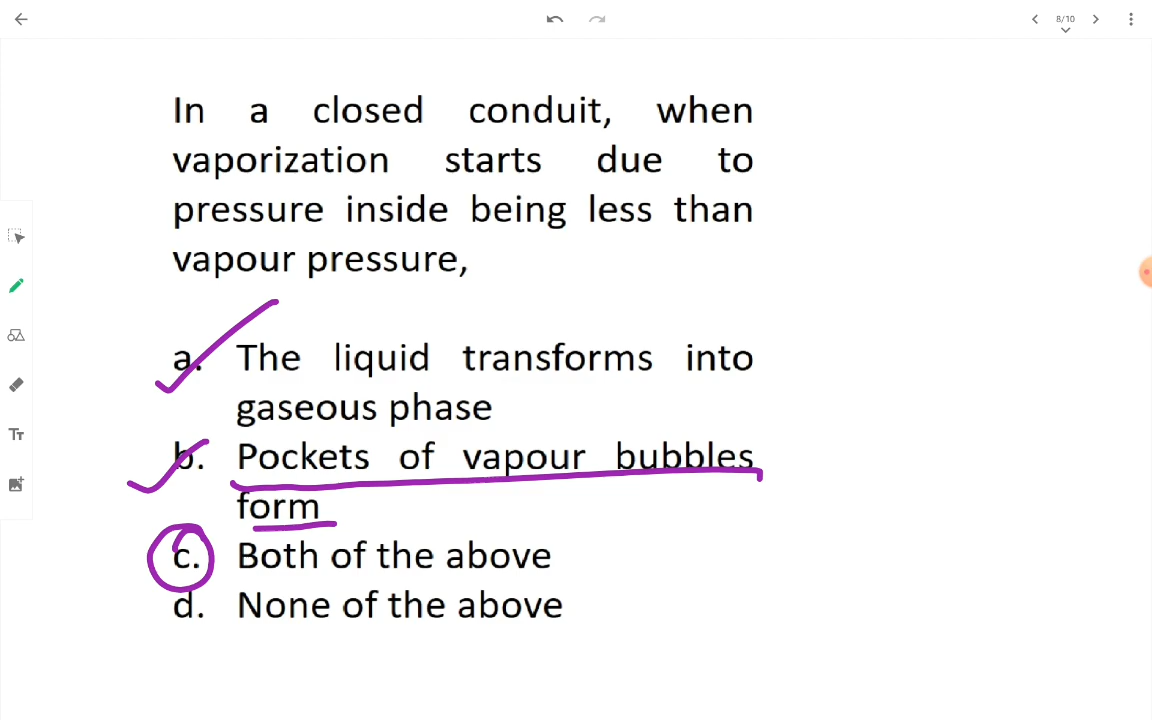 8/10
In a closed conduit, when
vaporization starts due to
pressure inside being less than
vapour pressure,
a. The liquid transforms into
gaseous phase
b. Pockets of vapour bubbles
form
c. Both of the above
d. None of the above
Tт